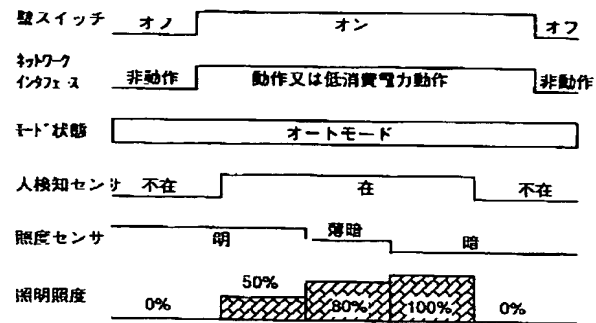 壁スイッチ オフ オン オフ
ネットワーク
インタフェース 非動作 動作又は低消費電力動作 非動作
モード状態 オートモード
人検知センサ 不在 在 不在
照度センサ 明 薄暗 暗
照明照度 0% 50% 80% 100% 0%